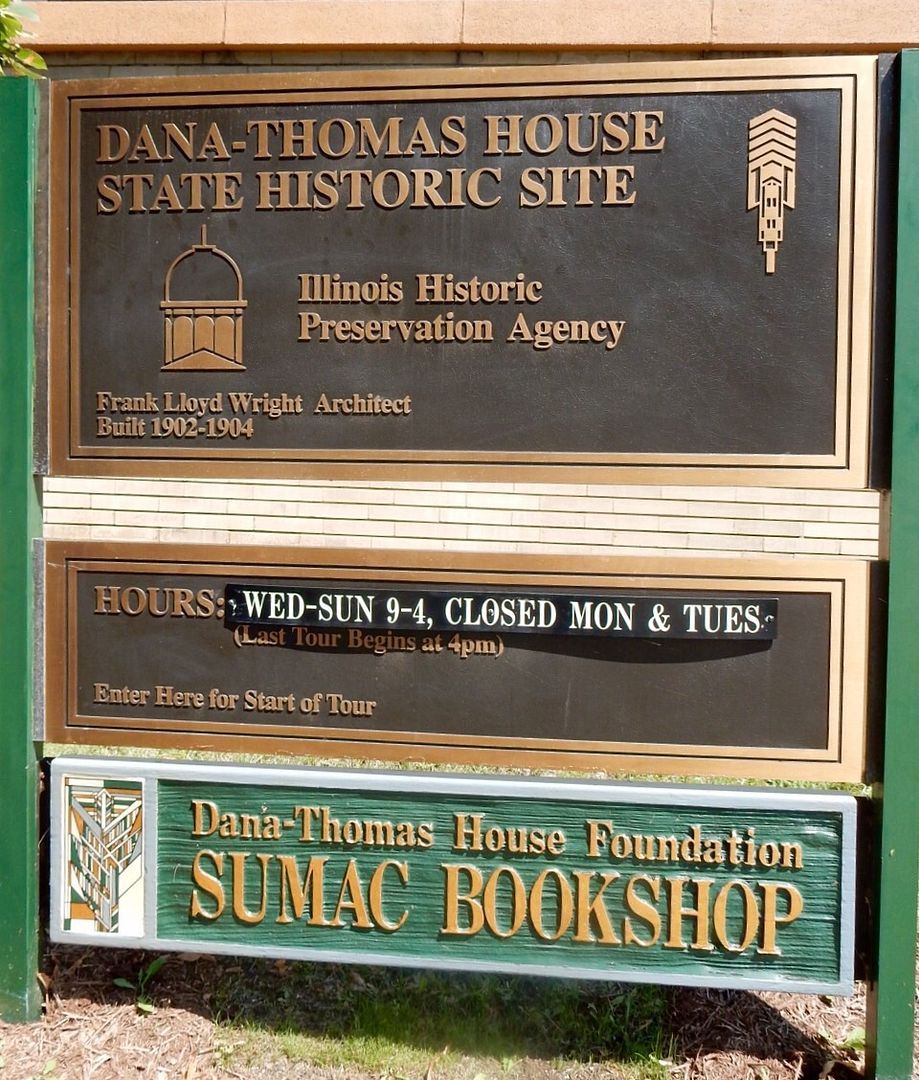 DANA-THOMAS HOUSE
STATE HISTORIC SITE
Illinois Historic
Preservation Agency
Frank Lloyd Wright Architect
Built 1902-1904
HOURS: WED-SUN 9-4, CLOSED MON & TUES
(Last Tour Begins at 4pm)
Enter Here for Start of Tour
Dana-Thomas House Foundation
SUMAC BOOKSHOP